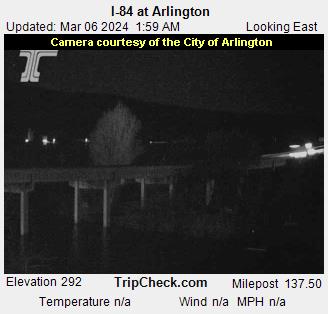 I-84 at Arlington
Updated: Mar 06 2024 1:59 AM Looking East
Camera courtesy of the City of Arlington
Elevation 292 TripCheck.com Milepost 137.50
Temperature n/a Wind n/a MPH n/a